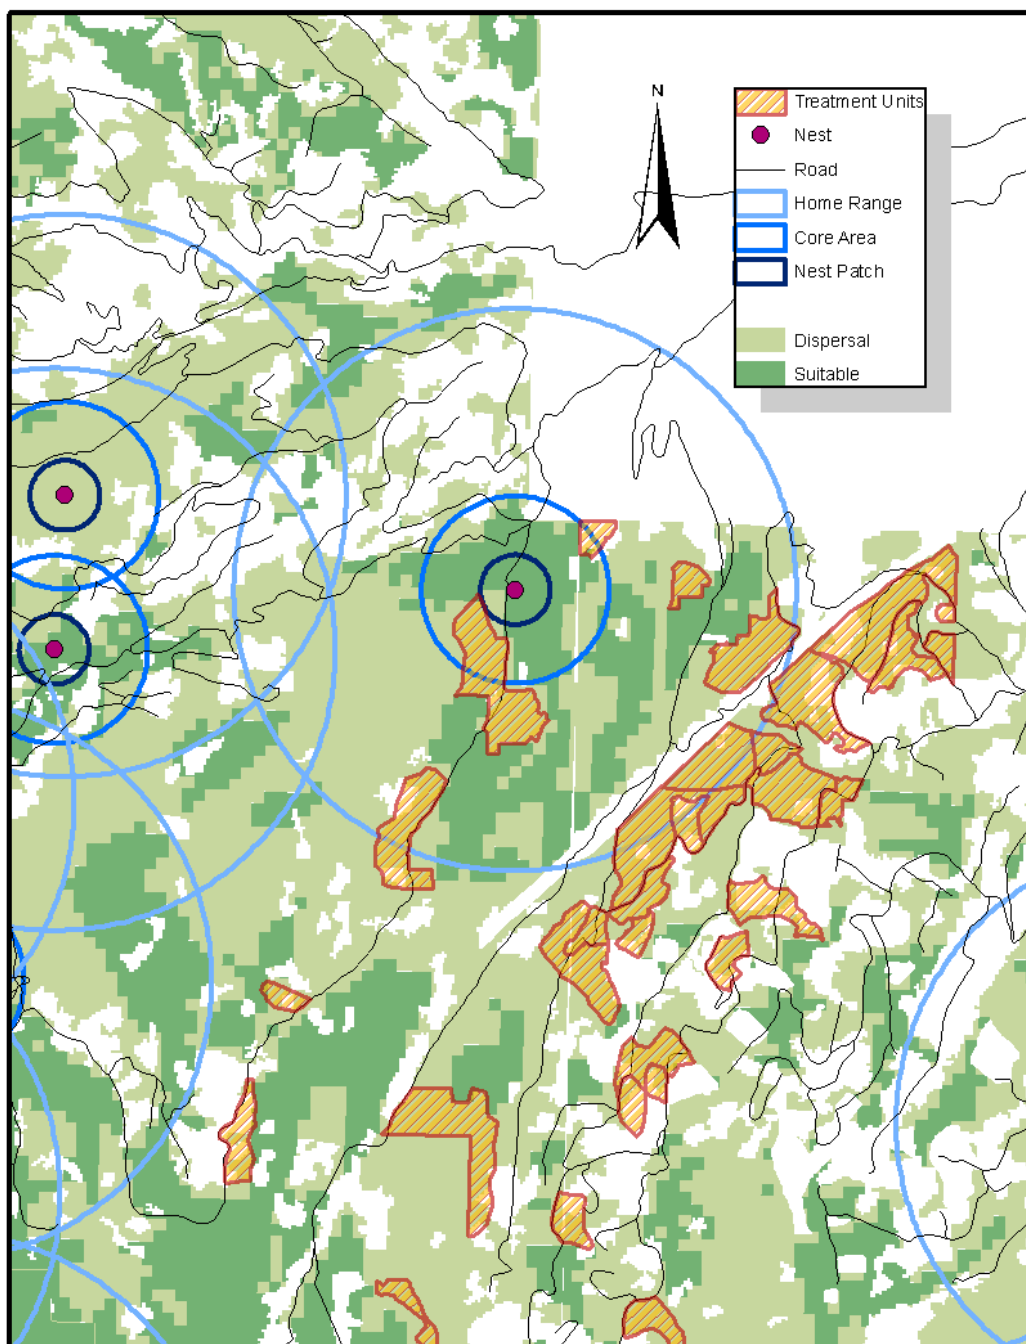 N
Treatment Units
Nest
Road
Home Range
Core Area
Nest Patch
Dispersal
Suitable